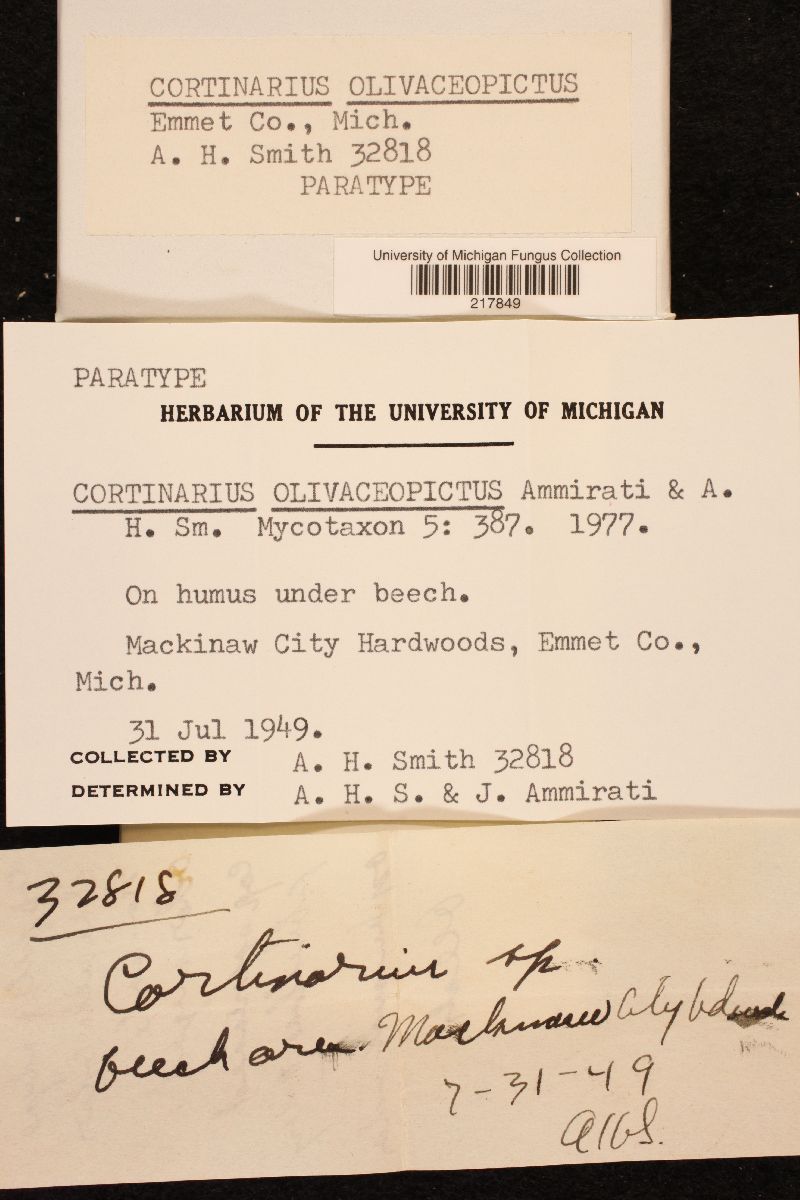 CORTINARIUS OLIVACEOPICTUS
Emmet Co., Mich.
A. H. Smith 32818
PARATYPE
University of Michigan Fungus Collection
217849
PARATYPE
HERBARIUM OF THE UNIVERSITY OF MICHIGAN
CORTINARIUS OLIVACEOPICTUS Ammirati & A.
H. Sm. Mycotaxon 5: 387. 1977.
On humus under beech.
Mackinaw City Hardwoods, Emmet Co.,
Mich.
31 Jul 1949.
COLLECTED BY A. H. Smith 32818
DETERMINED BY A. H. S. & J. Ammirati
32818
Cortinarius sp.
beech area. Mackinaw City
7-31-49
AHS.